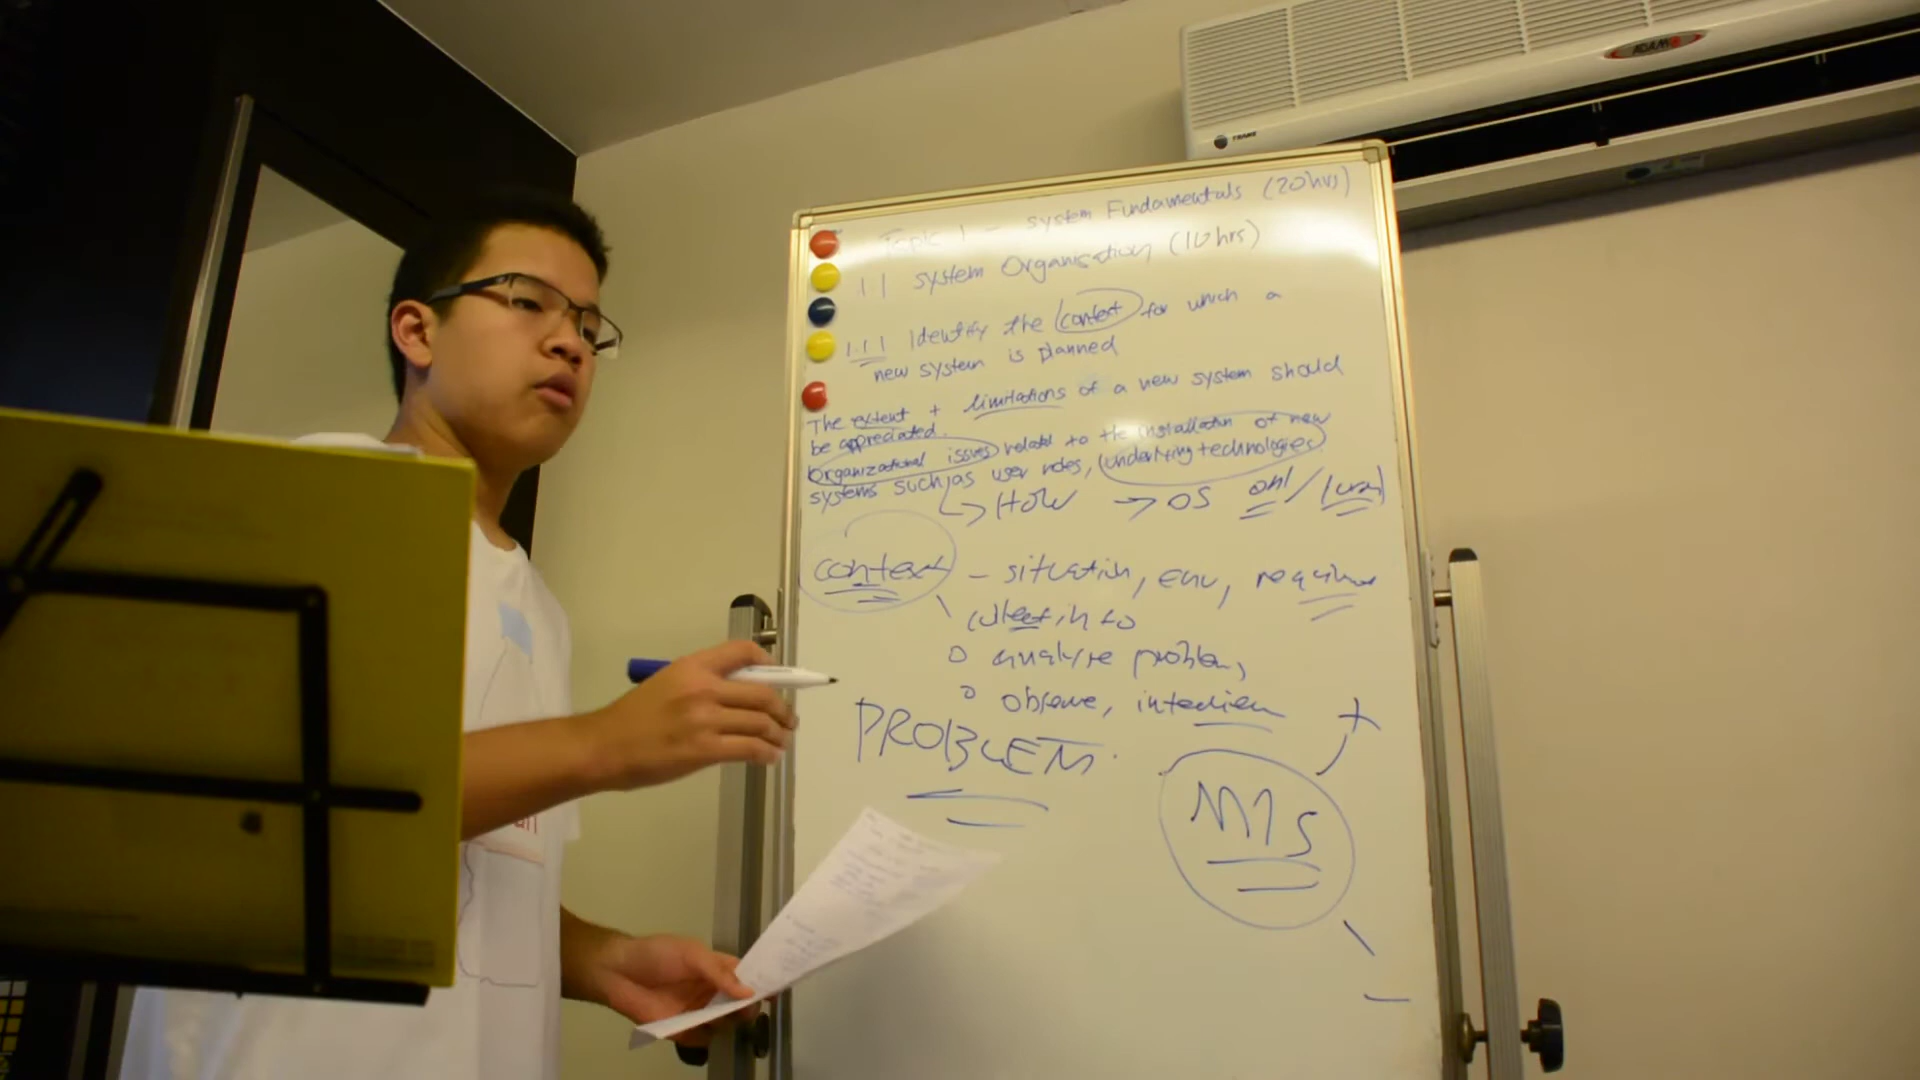 Topic 1 - System Fundamentals (20hrs)
1.1 System Organisation (10hrs)
1.1.1 Identify the context for which a
new system is planned
The extent + limitations of a new system should
be appreciated.
Organizational issues related to the installation of new
systems such as user roles, underlying technologies
HOW → OS
context - situation, env,
collect info
o analyse problem,
o observe, interview
PROBLEM.
+
MIS
-